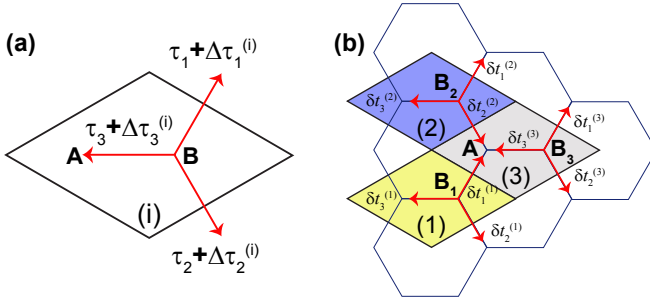 (a)
τ₁+Δτ₁⁽ⁱ⁾
τ₃+Δτ₃⁽ⁱ⁾
A
B
(i)
τ₂+Δτ₂⁽ⁱ⁾
(b)
δt₁⁽²⁾
B₂
δt₃⁽²⁾
δt₂⁽²⁾
(2)
δt₁⁽³⁾
δt₃⁽³⁾
A
B₃
(3)
δt₂⁽³⁾
B₁
δt₁⁽¹⁾
δt₃⁽¹⁾
(1)
δt₂⁽¹⁾